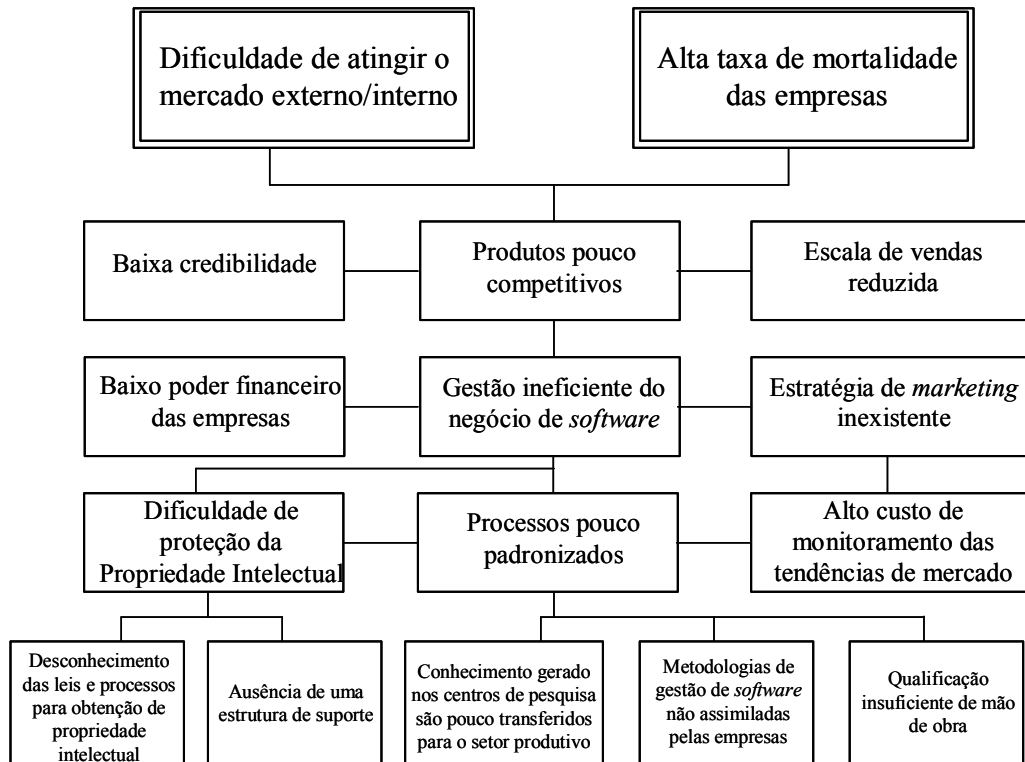 Dificuldade de atingir o
mercado externo/interno
Alta taxa de mortalidade
das empresas
Baixa credibilidade
Produtos pouco
competitivos
Escala de vendas
reduzida
Baixo poder financeiro
das empresas
Gestão ineficiente do
negócio de software
Estratégia de marketing
inexistente
Dificuldade de
proteção da
Propriedade Intelectual
Processos pouco
padronizados
Alto custo de
monitoramento das
tendências de mercado
Desconhecimento
das leis e processos
para obtenção de
propriedade
intelectual
Ausência de uma
estrutura de suporte
Conhecimento gerado
nos centros de pesquisa
são pouco transferidos
para o setor produtivo
Metodologias de
gestão de software
não assimiladas
pelas empresas
Qualificação
insuficiente de mão
de obra